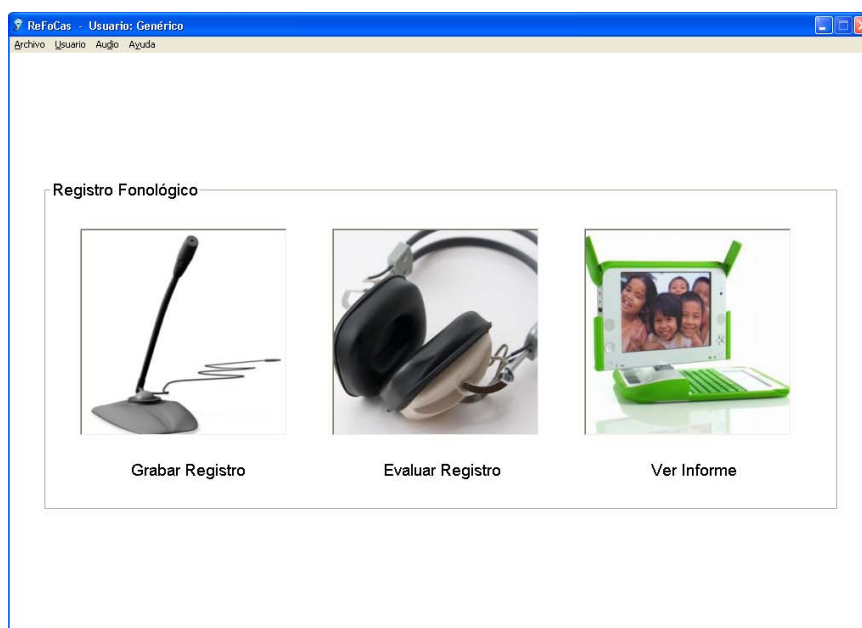 ReFoCas - Usuario: Genérico
Archivo Usuario Audio Ayuda
Registro Fonológico
Grabar Registro Evaluar Registro Ver Informe